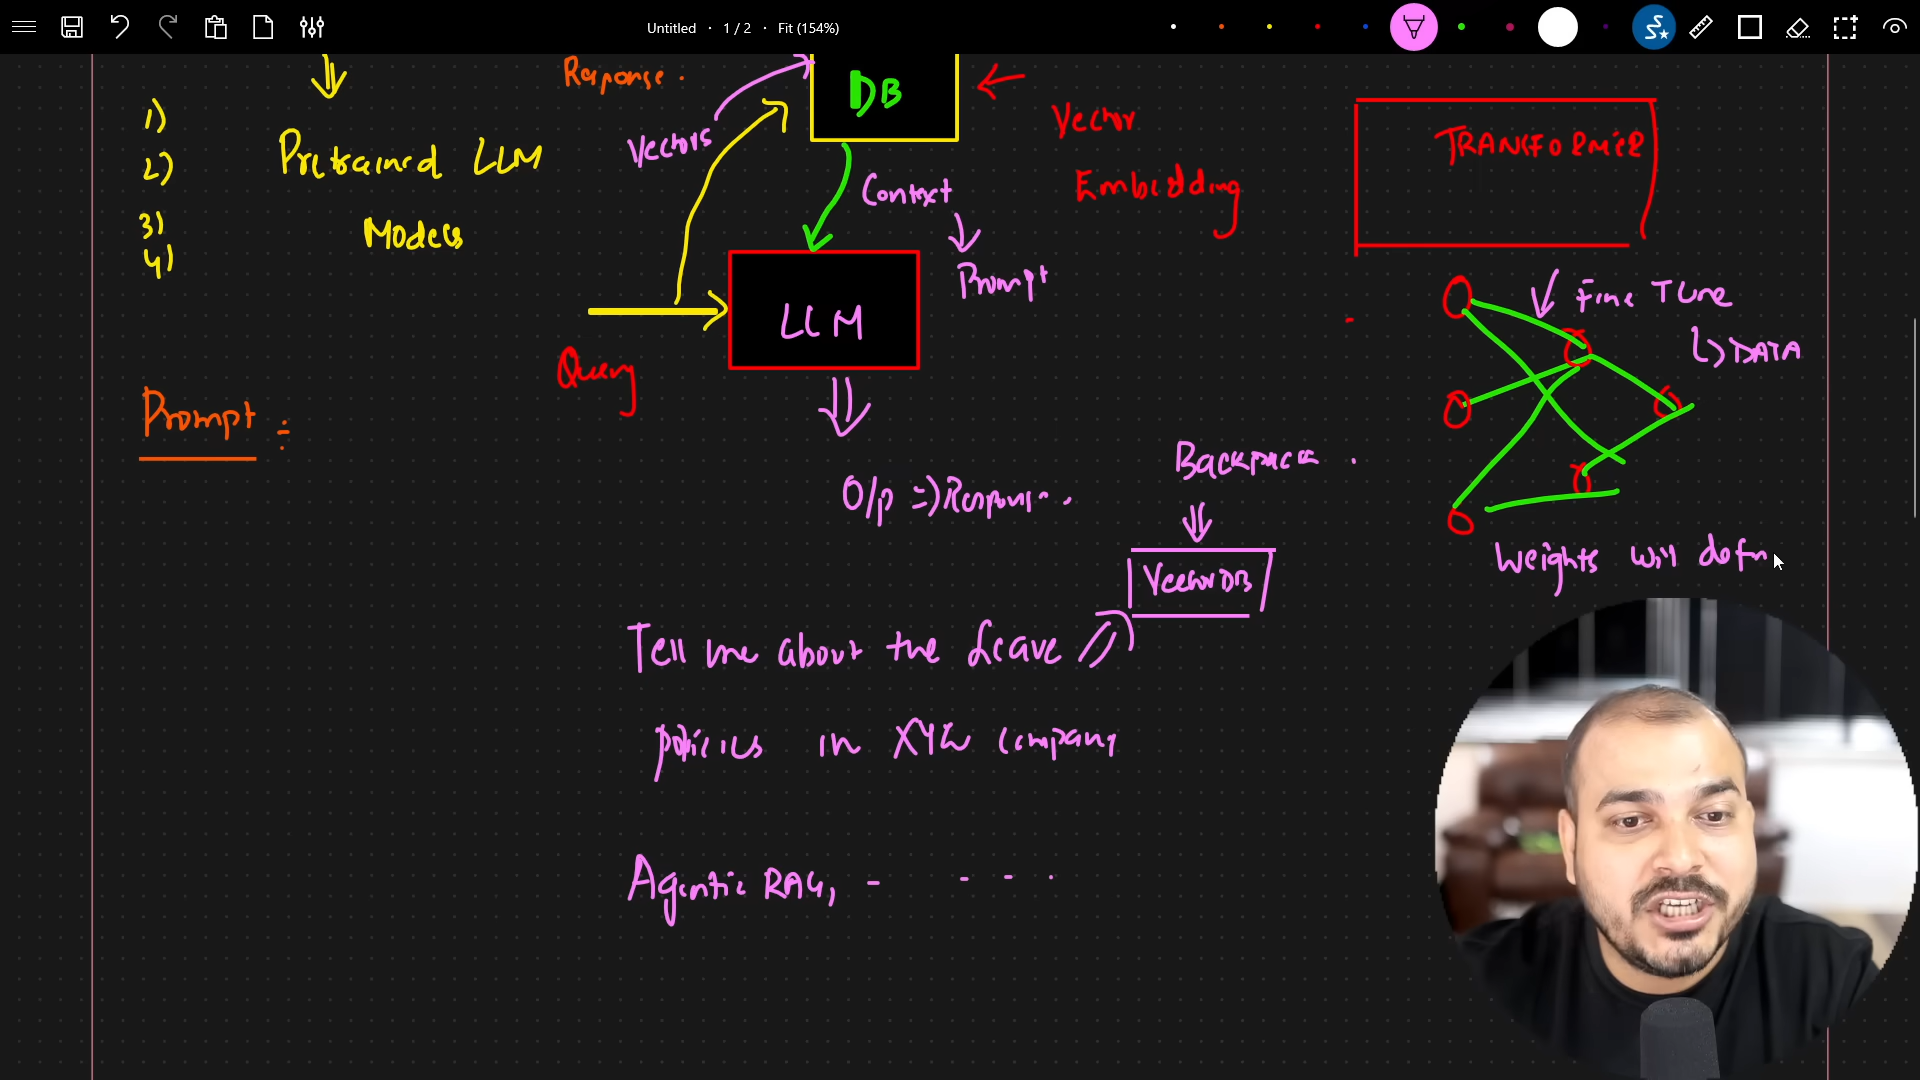 Untitled • 1 / 2 • Fit (154%)
Response .
DB
1)
2)
3)
4)
Pretrained LLM
Models
Vectors
Context
Prompt
Vector
Embedding
TRANSFORMER
LLM
Query
Fine Tune
DATA
Prompt :
O/p => Response .
Backpack .
VectorDB
Weights will defn
Tell me about the Leave
policies in XYZ company
Agentic RAG, - - - .